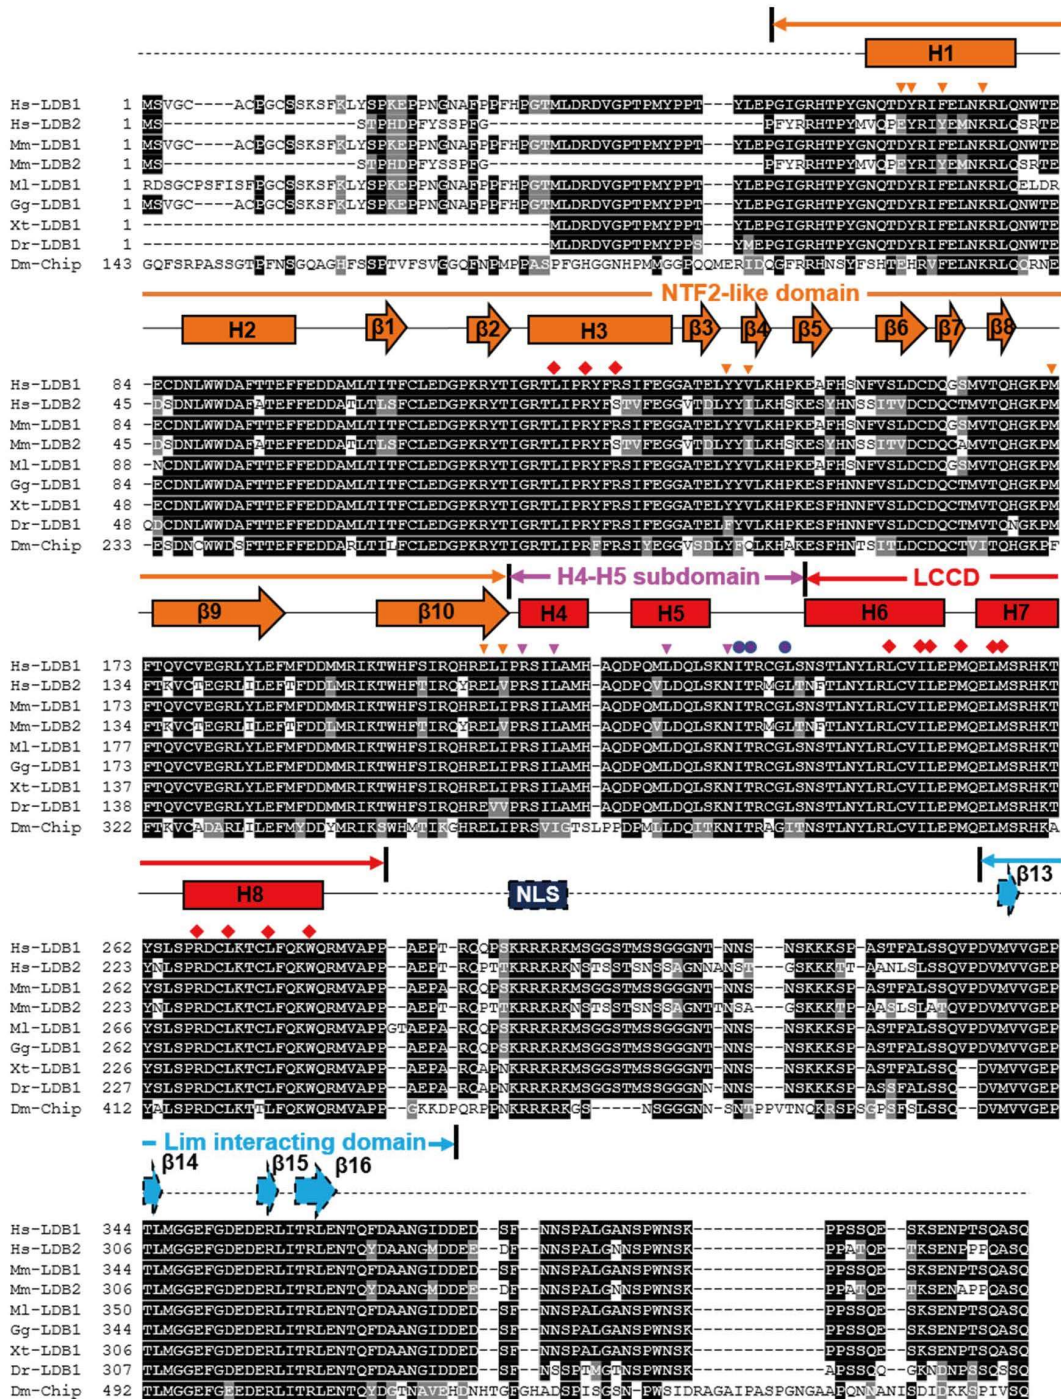 H1
Hs-LDB1 1 MSVGC----ACPGCSSKSFKLYSPKEPPNGNAFPPFHPGTMLDRDVGPTPMYPPT---YLEPGIGRHTPYGNQTDYRIFELNKRLQNWTE
Hs-LDB2 1 MS-------------------STPHDPFYSSPFG---------------------------PFYRRHTPYMVQPEYRIYEMNKRLQSRTE
Mm-LDB1 1 MSVGC----ACPGCSSKSFKLYSPKEPPNGNAFPPFHPGTMLDRDVGPTPMYPPT---YLEPGIGRHTPYGNQTDYRIFELNKRLQNWTE
Mm-LDB2 1 MS-------------------STPHDPFYSSPFG---------------------------PFYRRHTPYMVQPEYRIYEMNKRLQSRTE
Ml-LDB1 1 RDSGCPSFISFPGCSSKSFKLYSPKEPPNGNAFPPFHPGTMLDRDVGPTPMYPPT---YLEPGIGRHTPYGNQTDYRIFELNKRLQELDR
Gg-LDB1 1 MSVGC----ACPGCSSKSFKLYSPKEPPNGNAFPPFHPGTMLDRDVGPTPMYPPT---YLEPGIGRHTPYGNQTDYRIFELNKRLQNWTE
Xt-LDB1 1 ----------------------------------------MLDRDVGPTPMYPPT---YLEPGIGRHTPYGNQTDYRIFELNKRLQNWTE
Dr-LDB1 1 ----------------------------------------MLDRDVGPTPMYPPS---YMEPGIGRHTPYGNQTDYRIFELNKRLQNWTE
Dm-Chip 143 GQFSRPASSGTPFNSGQAGHFSSPTVFSVGGQFNPMPPASPFGHGGNHPMMGGPQQMERIDQGFRRHNSYFSHTEHRVFELNKRLQQRNE
NTF2-like domain
H2 β1 β2 H3 β3 β4 β5 β6 β7 β8
Hs-LDB1 84 -ECDNLWWDAFTTEFFEDDAMLTITFCLEDGPKRYTIGRTLIPRYFRSIFEGGATELYYVLKHPKEAFHSNFVSLDCDQGSMVTQHGKPM
Hs-LDB2 45 -DSDNLWWDAFATEFFEDDATLTLSFCLEDGPKRYTIGRTLIPRYFSTVFEGGVTDLYYILKHSKESYHNSSITVDCDQCTMVTQHGKPM
Mm-LDB1 84 -ECDNLWWDAFTTEFFEDDAMLTITFCLEDGPKRYTIGRTLIPRYFRSIFEGGATELYYVLKHPKEAFHSNFVSLDCDQGSMVTQHGKPM
Mm-LDB2 45 -DSDNLWWDAFATEFFEDDATLTLSFCLEDGPKRYTIGRTLIPRYFSTVFEGGVTDLYYILKHSKESYHNSSITVDCDQCAMVTQHGKPM
Ml-LDB1 88 -NCDNLWWDAFTTEFFEDDAMLTITFCLEDGPKRYTIGRTLIPRYFRSIFEGGATELYYVLKHPKEAFHSNFVSLDCDQGSMVTQHGKPM
Gg-LDB1 84 -ECDNLWWDAFTTEFFEDDAMLTITFCLEDGPKRYTIGRTLIPRYFRSIFEGGATELYYVLKHPKEAFHSNFVSLDCDQGSMVTQHGKPM
Xt-LDB1 48 -ECDNLWWDAFTTEFFEDDAMLTITFCLEDGPKRYTIGRTLIPRYFRSIFEGGATELYYVLKHPKESFHNNFVSLDCDQCTMVTQHGKPM
Dr-LDB1 48 QDCDNLWWDAFTTEFFEDDAMLTITFCLEDGPKRYTIGRTLIPRYFRSIFEGGATELFYVLKHPKESFHNNFVSLDCDQCTMVTQNGKPM
Dm-Chip 233 -ESDNCWWDSFTTEFFEDDARLTILFCLEDGPKRYTIGRTLIPRFFRSIYEGGVSDLYFQLKHAKESFHNTSITLDCDQCTVITQHGKPF
H4-H5 subdomain LCCD
β9 β10 H4 H5 H6 H7
Hs-LDB1 173 FTQVCVEGRLYLEFMFDDMMRIKTWHFSIRQHRELIPRSILAMH-AQDPQMLDQLSKNITRCGLSNSTLNYLRLCVILEPMQELMSRHKT
Hs-LDB2 134 FTKVCTEGRLILEFTFDDLMRIKTWHFTIRQYRELVPRSILAMH-AQDPQVLDQLSKNITRMGLTNFTLNYLRLCVILEPMQELMSRHKT
Mm-LDB1 173 FTQVCVEGRLYLEFMFDDMMRIKTWHFSIRQHRELIPRSILAMH-AQDPQMLDQLSKNITRCGLSNSTLNYLRLCVILEPMQELMSRHKT
Mm-LDB2 134 FTKVCTEGRLILEFTFDDLMRIKTWHFTIRQYRELVPRSILAMH-AQDPQVLDQLSKNITRMGLTNFTLNYLRLCVILEPMQELMSRHKT
Ml-LDB1 177 FTQVCVEGRLYLEFMFDDMMRIKTWHFSIRQHRELIPRSILAMH-AQDPQMLDQLSKNITRCGLSNSTLNYLRLCVILEPMQELMSRHKT
Gg-LDB1 173 FTQVCVEGRLYLEFMFDDMMRIKTWHFSIRQHRELIPRSILAMH-AQDPQMLDQLSKNITRCGLSNSTLNYLRLCVILEPMQELMSRHKT
Xt-LDB1 137 FTQVCVEGRLYLEFMFDDMMRIKTWHFSIRQHRELIPRSILAMH-AQDPQMLDQLSKNITRCGLSNSTLNYLRLCVILEPMQELMSRHKT
Dr-LDB1 138 FTQVCVEGRLYLEFMFDDMMRIKTWHFSIRQHREVVPRSILAMH-AQDPQMLDQLSKNITRCGLSNSTLNYLRLCVILEPMQELMSRHKT
Dm-Chip 322 FTKVCADARLILEFMYDDYMRIKSWHMTIKGHRELIPRSVIGTSLPPDPMLLDQITKNITRAGITNSTLNYLRLCVILEPMQELMSRHKA
H8 NLS β13
Hs-LDB1 262 YSLSPRDCLKTCLFQKWQRMVAPP--AEPT-RQQPSKRRKRKMSGGSTMSSGGGNT-NNS---NSKKKSP-ASTFALSSQVPDVMVVGEP
Hs-LDB2 223 YNLSPRDCLKTCLFQKWQRMVAPP--AEPT-RQPTTKRRKRKNSTSSTSNSSAGNNANST---GSKKKTT-AANLSLSSQVPDVMVVGEP
Mm-LDB1 262 YSLSPRDCLKTCLFQKWQRMVAPP--AEPT-RQQPSKRRKRKMSGGSTMSSGGGNT-NNS---NSKKKSP-ASTFALSSQVPDVMVVGEP
Mm-LDB2 223 YNLSPRDCLKTCLFQKWQRMVAPP--AEPT-RQPTTKRRKRKNSTSSTSNSSAGNTTNSA---GSKKKTP-AASLSLATQVPDVMVVGEP
Ml-LDB1 266 YSLSPRDCLKTCLFQKWQRMVAPPGTAEPA-RQQPSKRRKRKMSGGSTMSSGGGNT-NNS---NSKKKSP-ASTFALSSQVPDVMVVGEP
Gg-LDB1 262 YSLSPRDCLKTCLFQKWQRMVAPP--AEPA-RQQPSKRRKRKMSGGSTMSSGGGNT-NNS---NSKKKSP-ASTFALSSQVPDVMVVGEP
Xt-LDB1 226 YSLSPRDCLKTCLFQKWQRMVAPP--AEPA-RQAPNKRRKRKMSGGSTMSSGGGNT-NNS---NSKKKSP-ASTFALSSQ--DVMVVGEP
Dr-LDB1 227 YSLSPRDCLKTCLFQKWQRMVAPP--AEPA-RQAPNKRRKRKMSGGSTMSSGGGNN-NNS---NSKKKSP-ASSFALSSQ--DVMVVGEP
Dm-Chip 412 YALSPRDCLKTTLFQKWQRMVAPP--GKKDPQRPPNKRRKRKGS-----NSGGGNN-SNTPPVTNQKRSPSGPSFSLSSQ--DVMVVGEP
Lim interacting domain
β14 β15 β16
Hs-LDB1 344 TLMGGEFGDEDERLITRLENTQFDAANGIDDED--SF--NNSPALGANSPWNSK-------------PPSSQE--SKSENPTSQASQ
Hs-LDB2 306 TLMGGEFGDEDERLITRLENTQYDAANGMDDEE--DF--NNSPALGNNSPWNSK-------------PPATQE--TKSENPPPQASQ
Mm-LDB1 344 TLMGGEFGDEDERLITRLENTQFDAANGIDDED--SF--NNSPALGANSPWNSK-------------PPSSQE--SKSENPTSQASQ
Mm-LDB2 306 TLMGGEFGDEDERLITRLENTQYDAANGMDDEE--DF--NNSPALGNNSPWNSK-------------PPATQE--TKSENAPPQASQ
Ml-LDB1 350 TLMGGEFGDEDERLITRLENTQFDAANGIDDED--SF--NNSPALGANSPWNSK-------------PPSSQE--SKSENPTSQASQ
Gg-LDB1 344 TLMGGEFGDEDERLITRLENTQFDAANGIDDED--SF--NNSPALGANSPWNSK-------------PPSSQE--SKSENPTSQASQ
Xt-LDB1 306 TLMGGEFGDEDERLITRLENTQFDAANGIDDED--SF--NNSPALGANSPWNSK-------------PPSSQE--SKSENPTSQASQ
Dr-LDB1 307 TLMGGEFGDEDERLITRLENTQFDAANGIDDED--SF--NSSPTMGTNSPWNSK-------------APSSQQ--GKNDNPSSQSSQ
Dm-Chip 492 TLMGGEFGEEDERLITRLENTQYDGTNAVEHDNHTGFGHADSPISGSN-PWSIDRAGAIPASPGNGAAPQNNANISDIDKKSPIVSQ